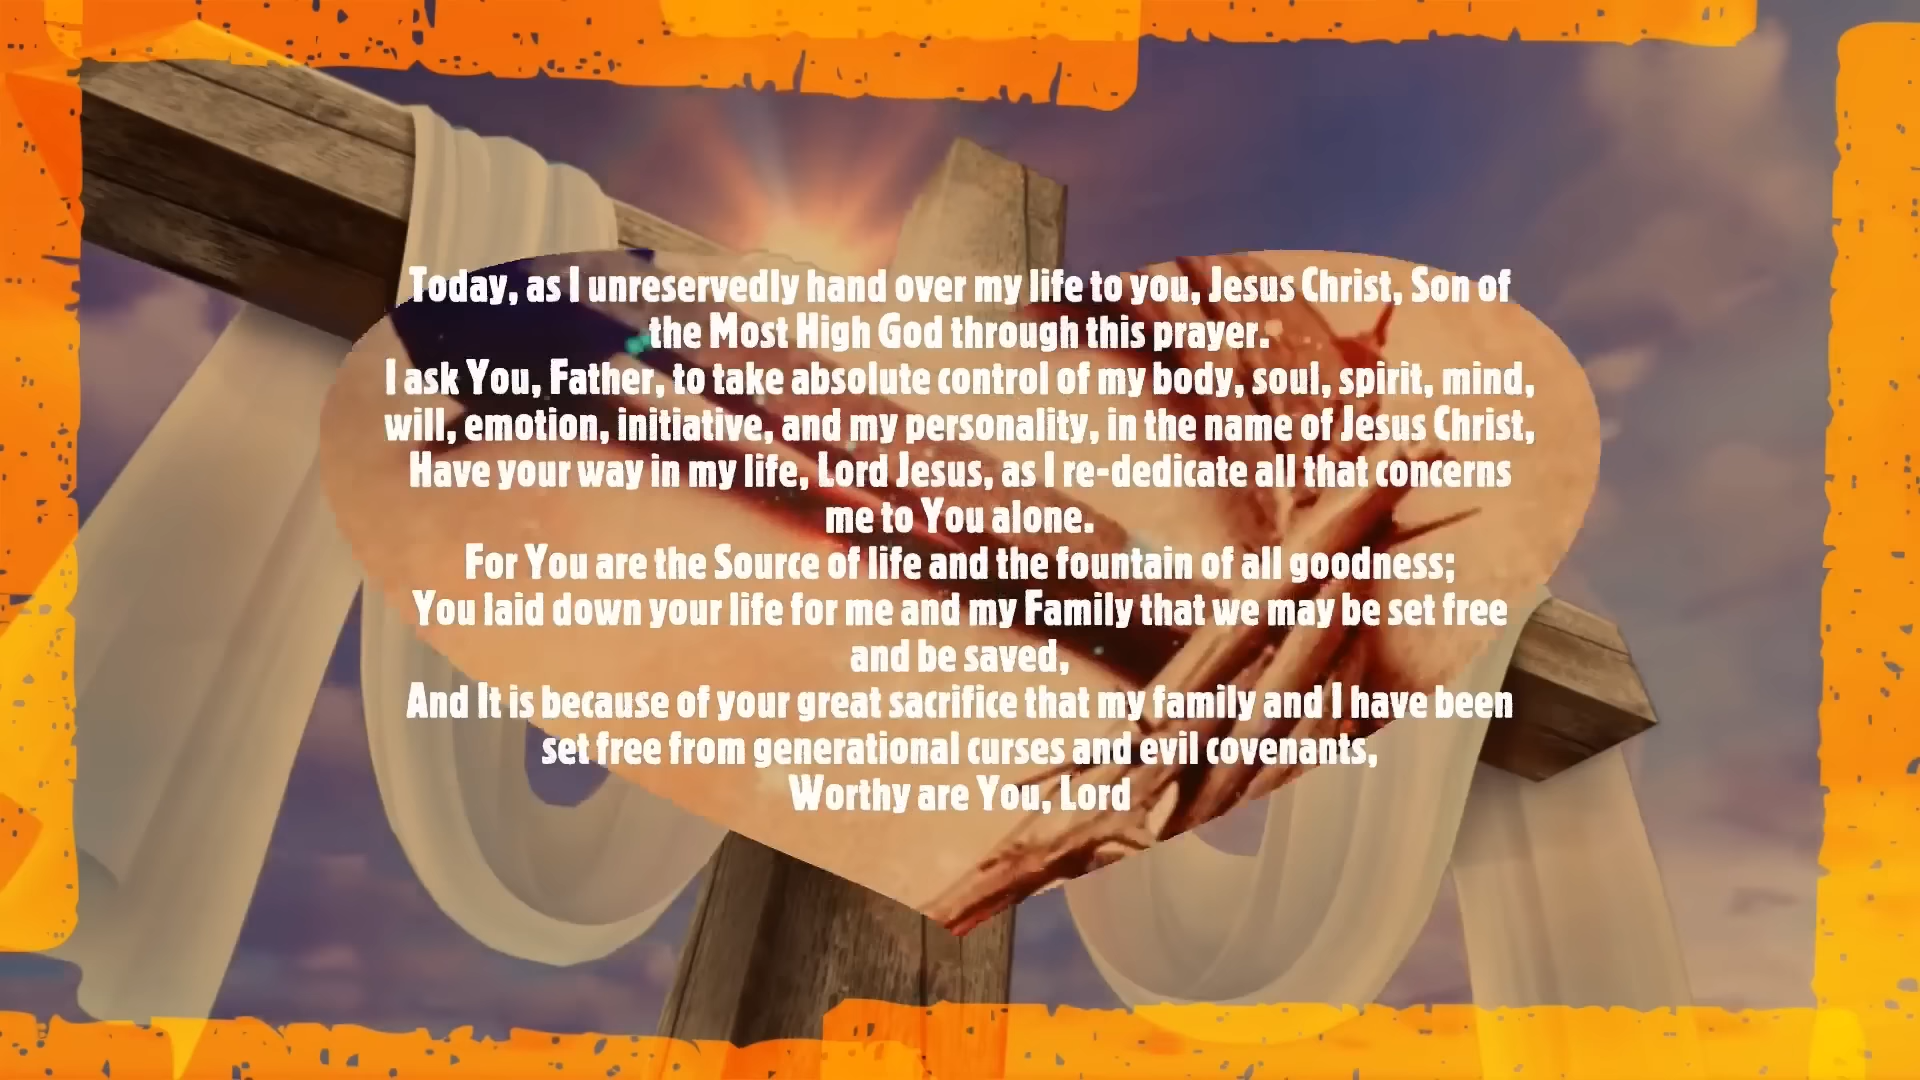 Today, as I unreservedly hand over my life to you, Jesus Christ, Son of
the Most High God through this prayer.
I ask You, Father, to take absolute control of my body, soul, spirit, mind,
will, emotion, initiative, and my personality, in the name of Jesus Christ,
Have your way in my life, Lord Jesus, as I re-dedicate all that concerns
me to You alone.
For You are the Source of life and the fountain of all goodness;
You laid down your life for me and my Family that we may be set free
and be saved,
And It is because of your great sacrifice that my family and I have been
set free from generational curses and evil covenants,
Worthy are You, Lord